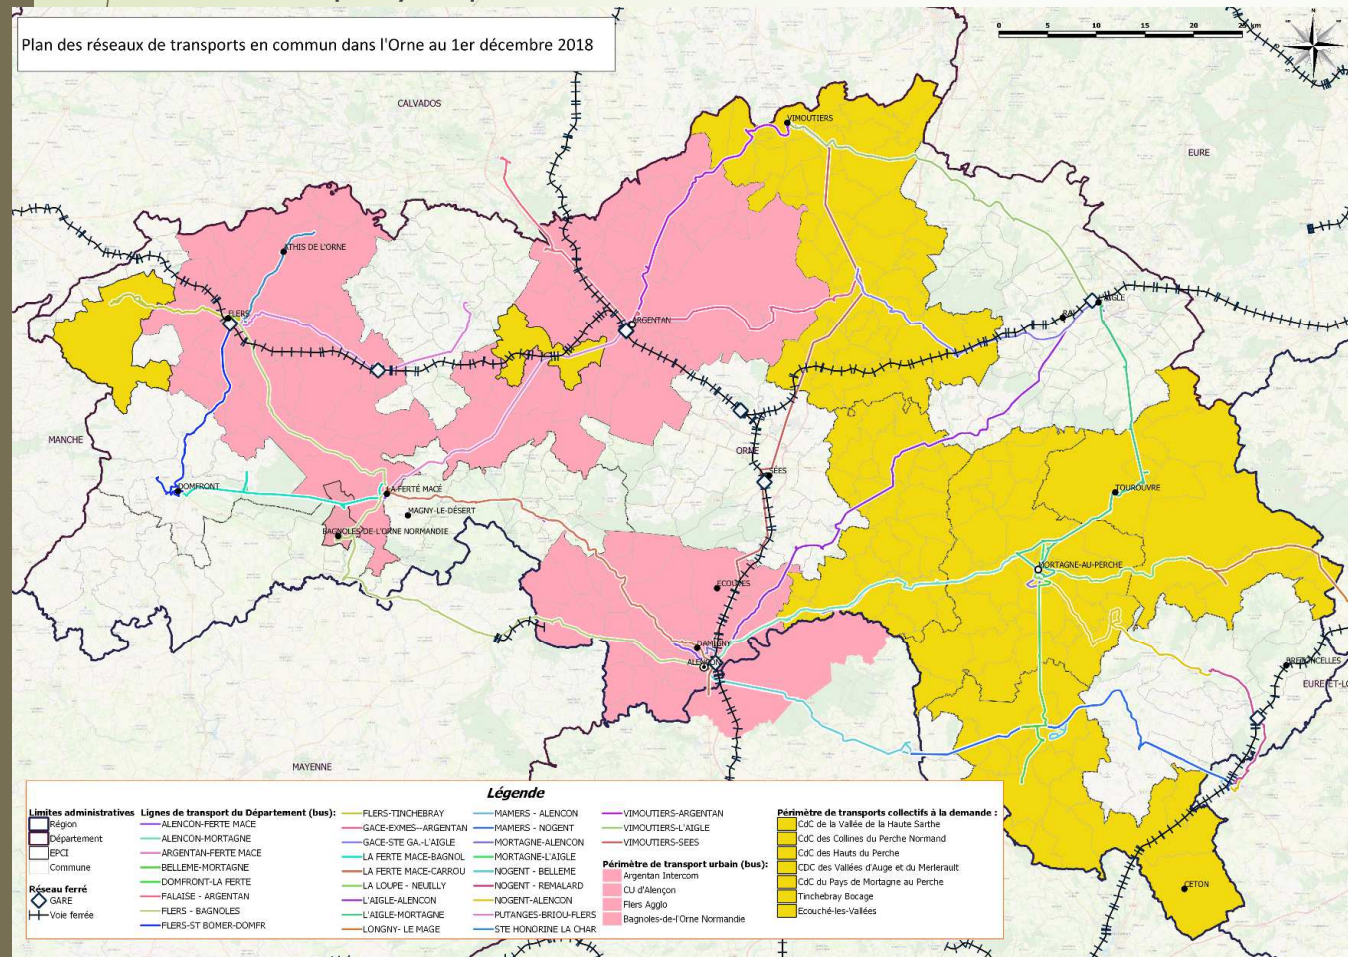 Plan des réseaux de transports en commun dans l'Orne au 1er décembre 2018
0 5 10 15 20 25 km
N
CALVADOS
VIMOUTIERS
EURE
ATHIS DE L'ORNE
FLERS
ARGENTAN
L'AIGLE
RAI
MANCHE
ORNE
DOMFRONT
SÉES
LA-FERTÉ MACÉ
TOUROUVRE
MAGNY-LE-DÉSERT
BAGNOLES-DE-L'ORNE NORMANDIE
MORTAGNE-AU-PERCHE
ECOUVES
DAMIGNY
ALENÇON
EURE-ET-LO
MAYENNE
CETON
Légende
Limites administratives
Région
Département
EPCI
Commune
Réseau ferré
GARE
Voie ferrée
Lignes de transport du Département (bus):
ALENCON-FERTE MACE
ALENCON-MORTAGNE
ARGENTAN-FERTE MACE
BELLEME-MORTAGNE
DOMFRONT-LA FERTE
FALAISE - ARGENTAN
FLERS - BAGNOLES
FLERS-ST BOMER-DOMFR
FLERS-TINCHEBRAY
GACE-EXMES--ARGENTAN
GACE-STE GA.-L'AIGLE
LA FERTE MACE-BAGNOL
LA FERTE MACE-CARROU
LA LOUPE - NEUILLY
L'AIGLE-ALENCON
L'AIGLE-MORTAGNE
LONGNY- LE MAGE
MAMERS - ALENCON
MAMERS - NOGENT
MORTAGNE-ALENCON
MORTAGNE-L'AIGLE
NOGENT - BELLEME
NOGENT - REMALARD
NOGENT-ALENCON
PUTANGES-BRIOU-FLERS
STE HONORINE LA CHAR
VIMOUTIERS-ARGENTAN
VIMOUTIERS-L'AIGLE
VIMOUTIERS-SEES
Périmètre de transport urbain (bus):
Argentan Intercom
CU d'Alençon
Flers Agglo
Bagnoles-de-l'Orne Normandie
Périmètre de transports collectifs à la demande :
CdC de la Vallée de la Haute Sarthe
CdC des Collines du Perche Normand
CdC des Hauts du Perche
CDC des Vallées d'Auge et du Merlerault
CdC du Pays de Mortagne au Perche
Tinchebray Bocage
Ecouché-les-Vallées